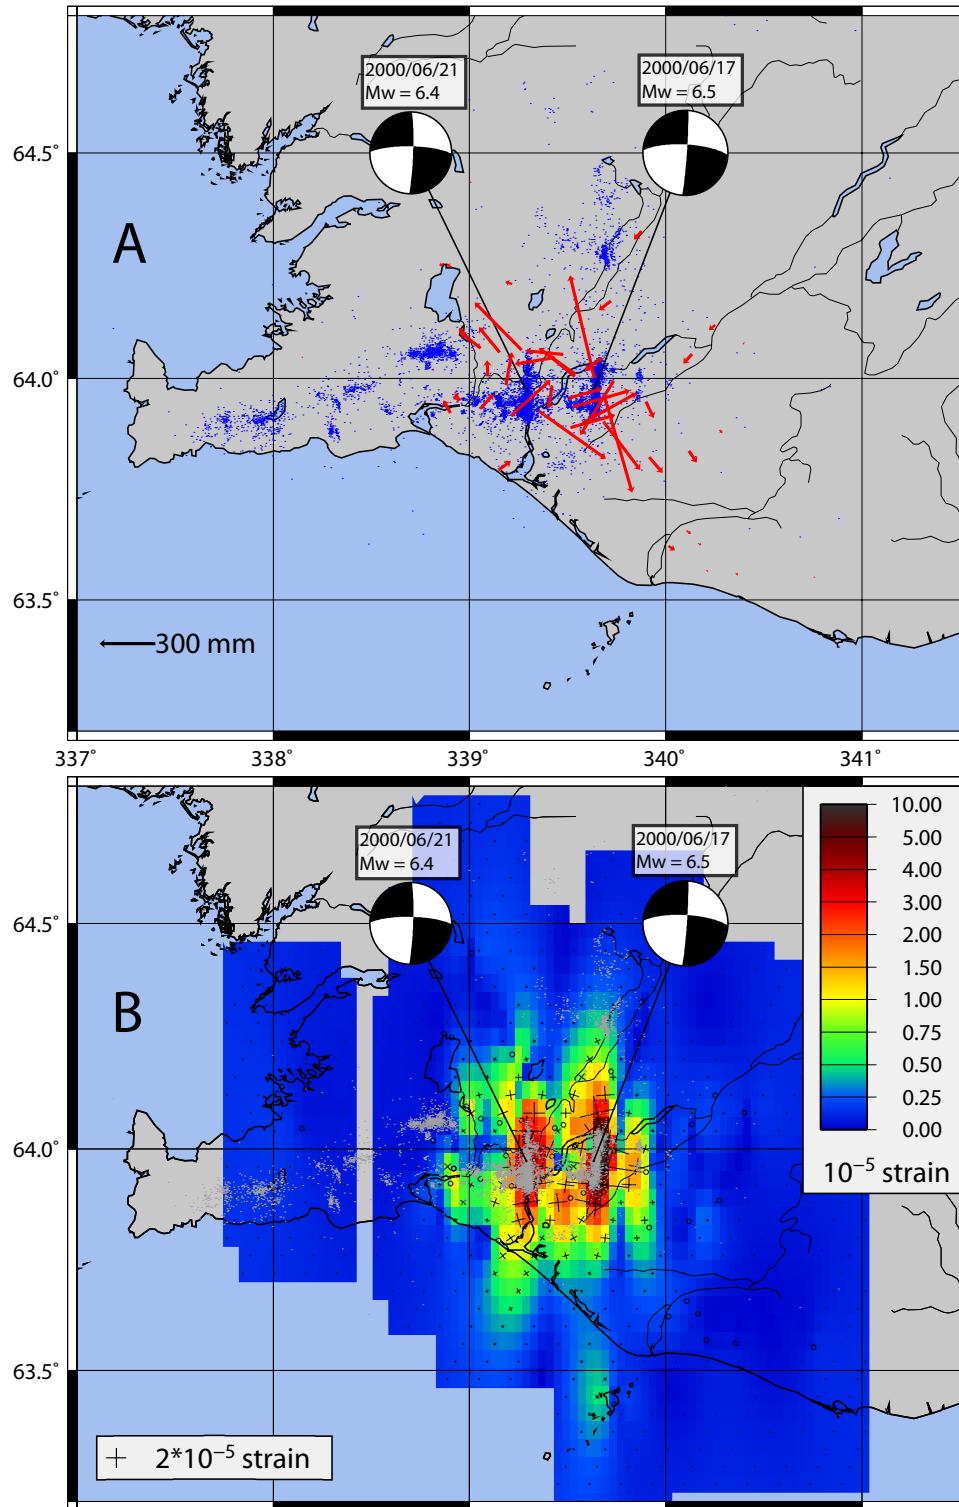 2000/06/21
Mw = 6.4
2000/06/17
Mw = 6.5
64.5°
A
64.0°
63.5°
300 mm
337° 338° 339° 340° 341°
2000/06/21
Mw = 6.4
2000/06/17
Mw = 6.5
10.00
5.00
4.00
3.00
2.00
1.50
1.00
0.75
0.50
0.25
0.00
10⁻⁵ strain
64.5°
B
64.0°
63.5°
2*10⁻⁵ strain